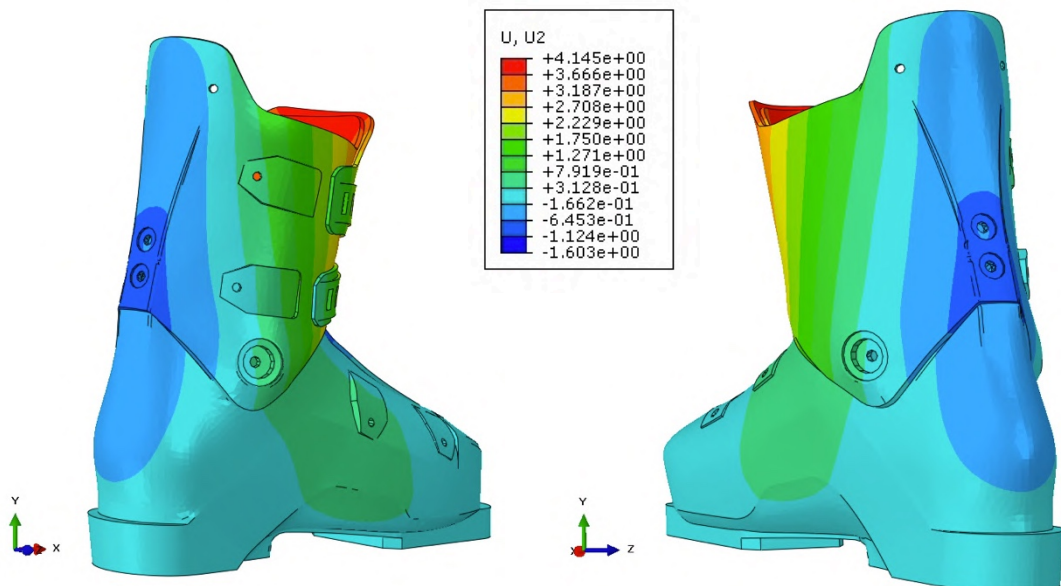 U, U2
+4.145e+00
+3.666e+00
+3.187e+00
+2.708e+00
+2.229e+00
+1.750e+00
+1.271e+00
+7.919e-01
+3.128e-01
-1.662e-01
-6.453e-01
-1.124e+00
-1.603e+00
Y
X
Y
X
Z